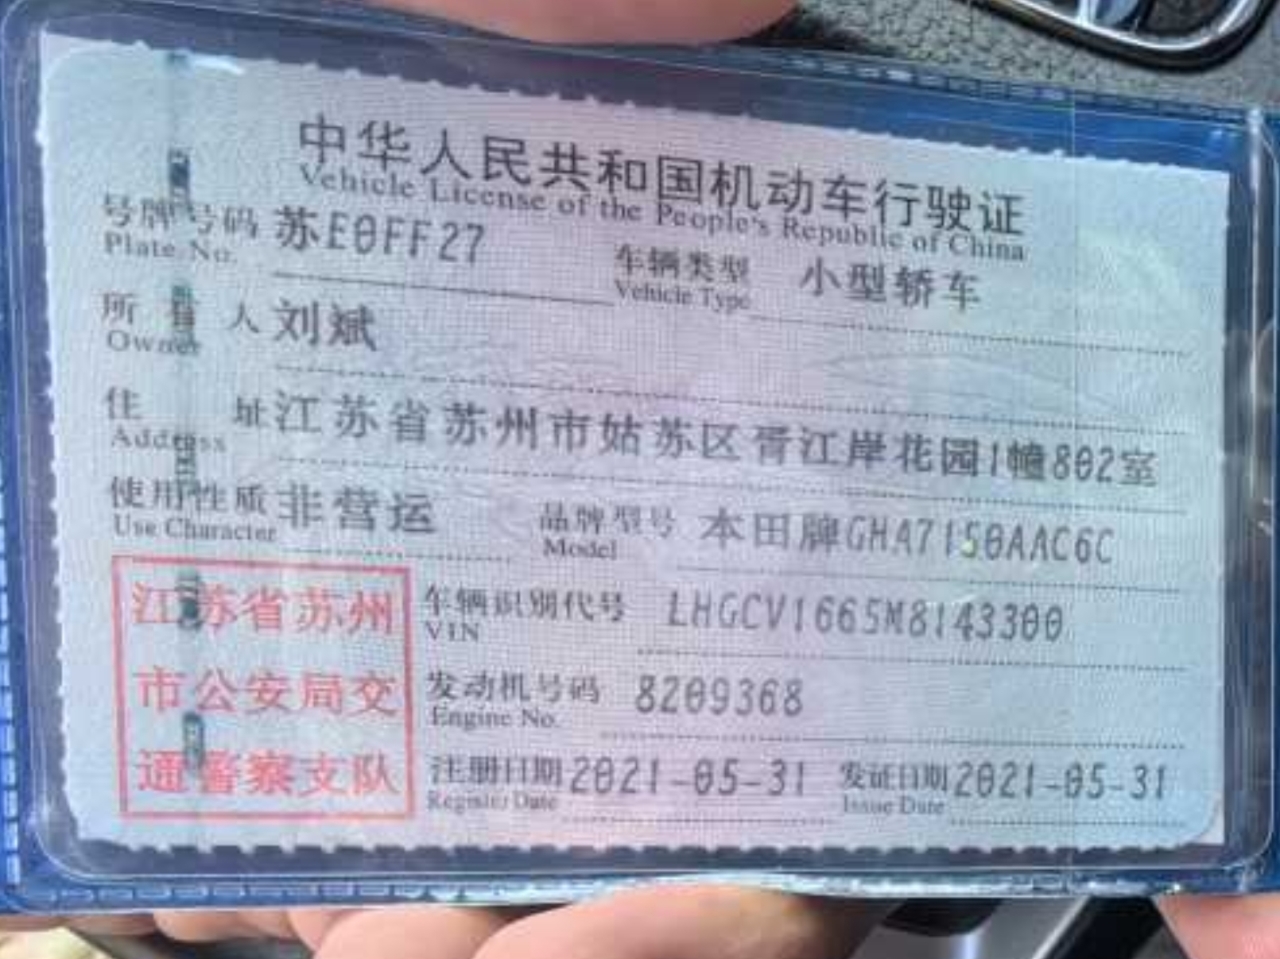 中华人民共和国机动车行驶证
Vehicle License of the People's Republic of China
号牌号码 苏E0FF27 车辆类型 小型轿车
Plate No. Vehicle Type
所有人 刘斌
Owner
住址 江苏省苏州市姑苏区胥江岸花园1幢802室
Address
使用性质 非营运 品牌型号 本田牌GHA7150AAC6C
Use Character Model
江苏省苏州
市公安局交
通警察支队
车辆识别代号 LHGCV1665M8143300
VIN
发动机号码 8209368
Engine No.
注册日期 2021-05-31 发证日期 2021-05-31
Register Date Issue Date